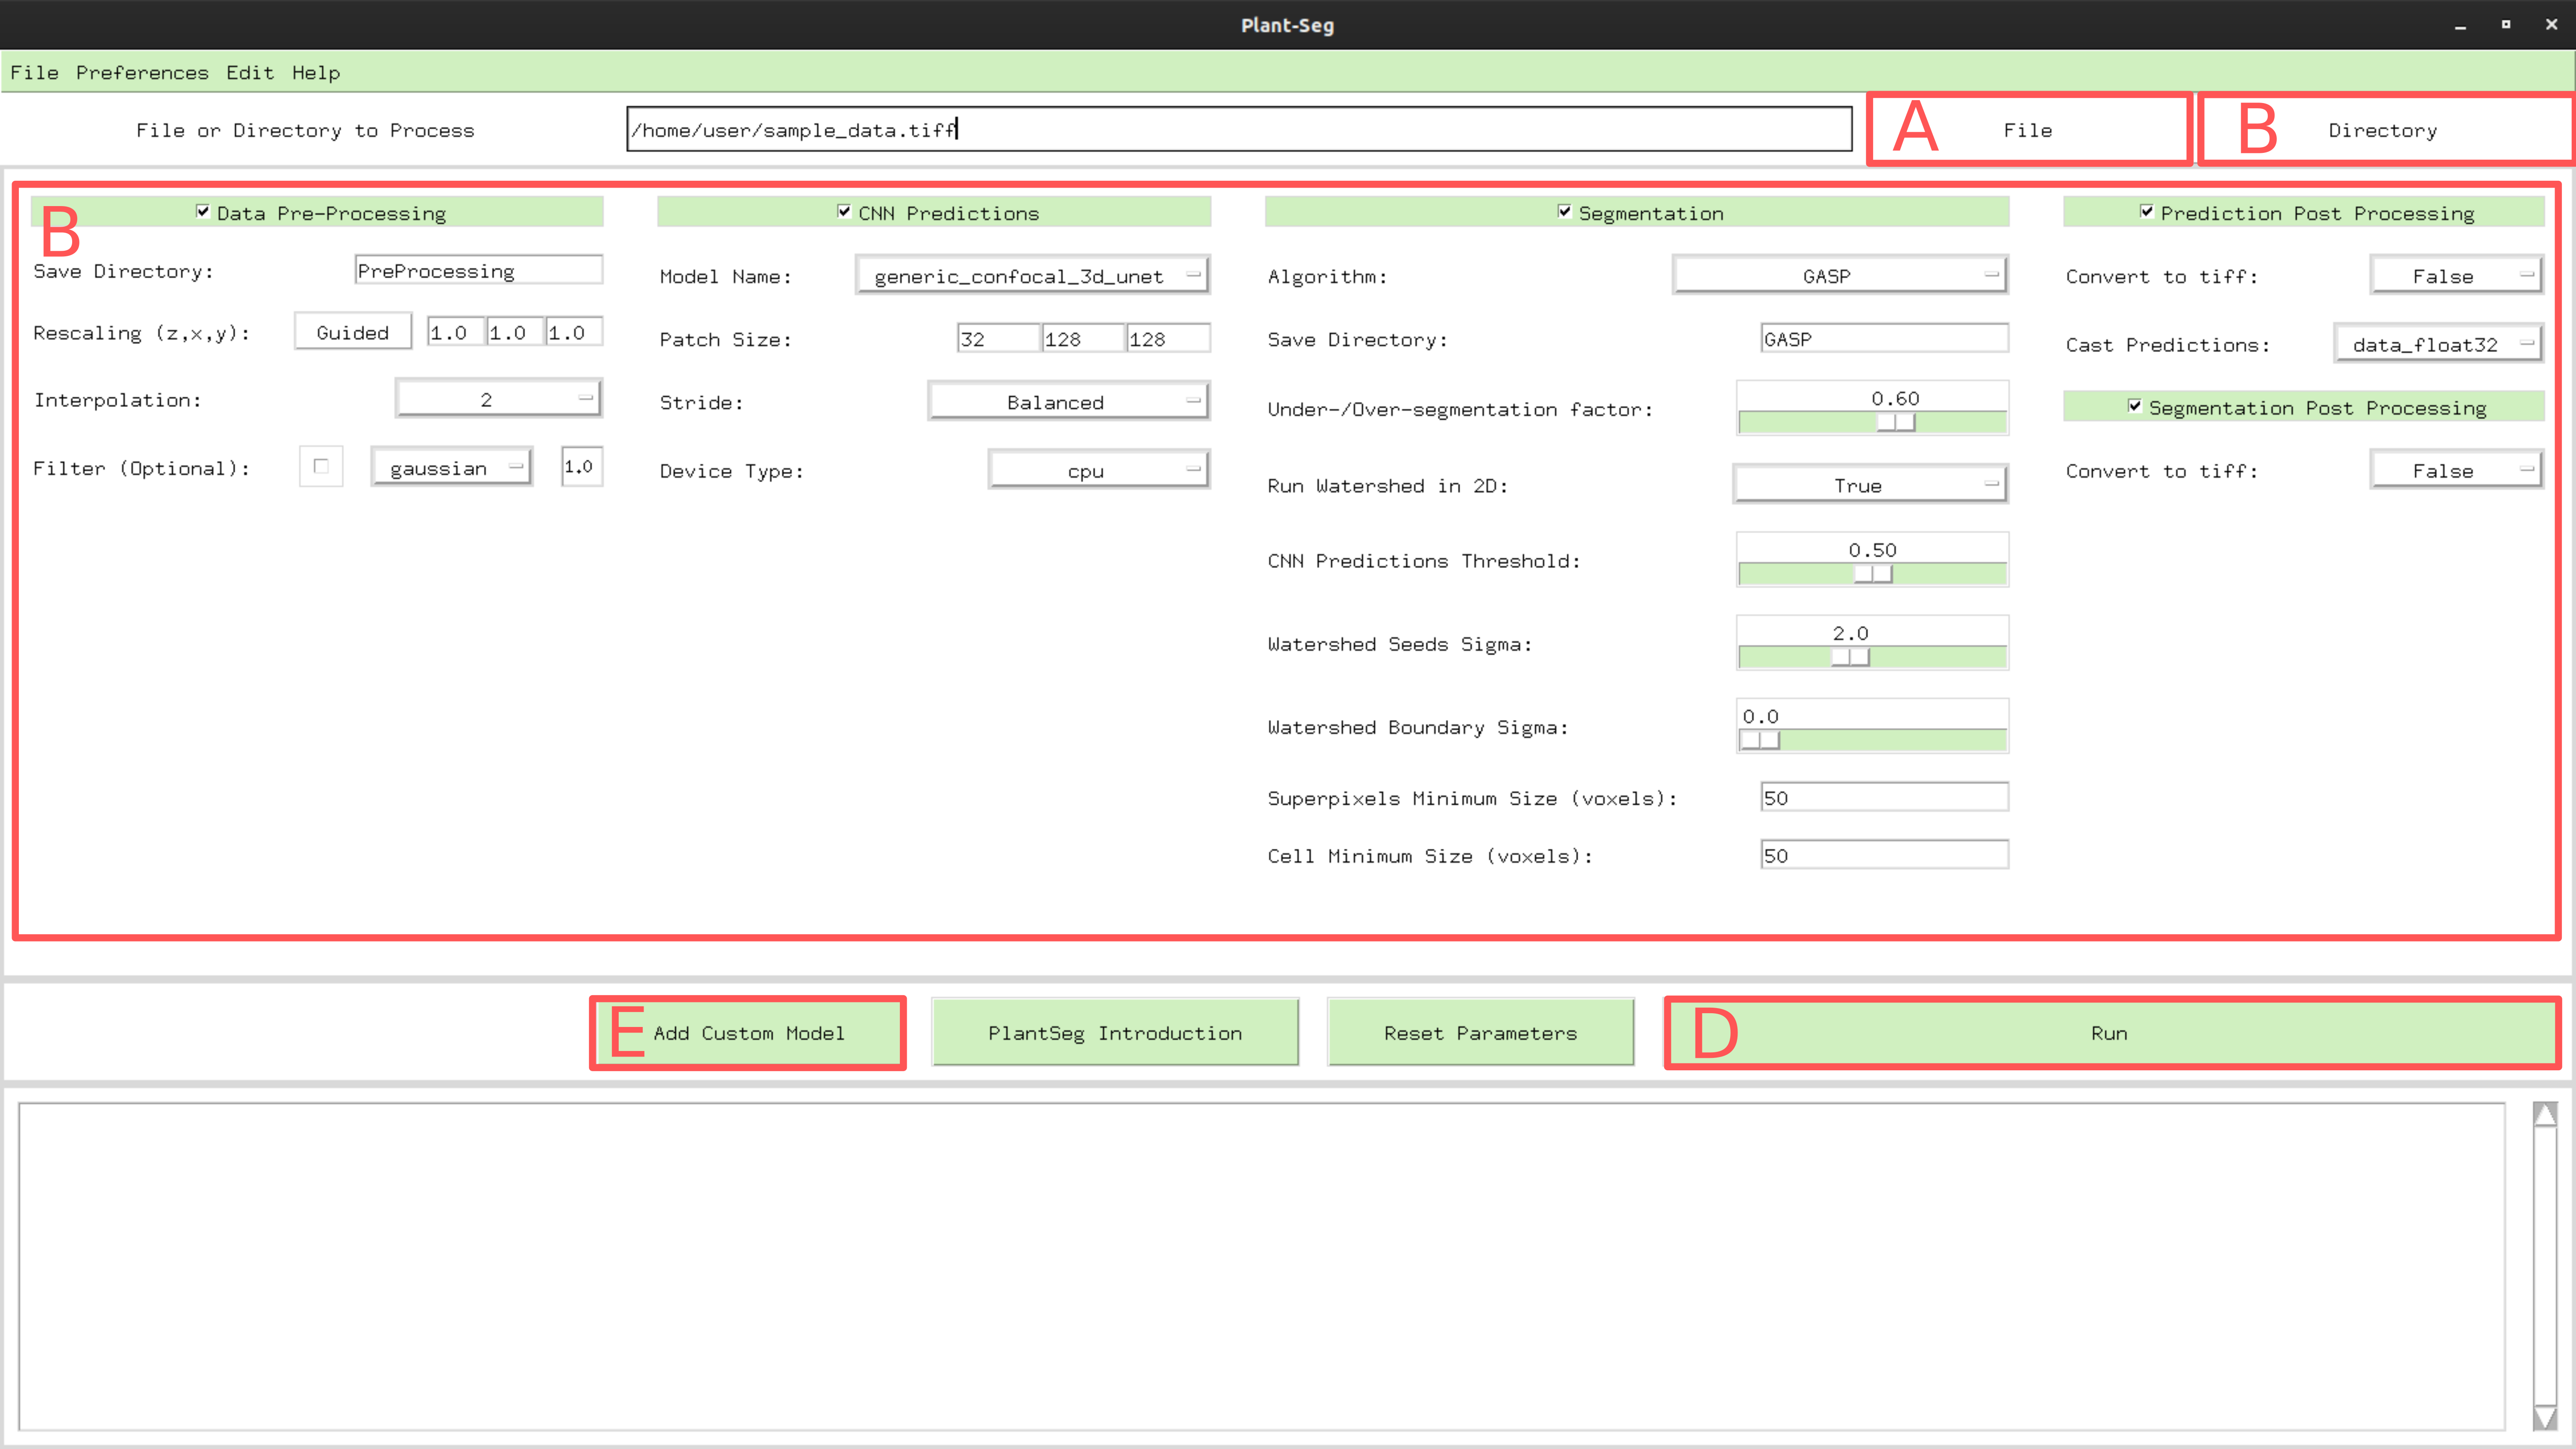 Plant-Seg
File Preferences Edit Help
File or Directory to Process /home/user/sample_data.tiff A File B Directory
B
Data Pre-Processing
Save Directory: PreProcessing
Rescaling (z,x,y): Guided 1.0 1.0 1.0
Interpolation: 2
Filter (Optional): gaussian 1.0
CNN Predictions
Model Name: generic_confocal_3d_unet
Patch Size: 32 128 128
Stride: Balanced
Device Type: cpu
Segmentation
Algorithm: GASP
Save Directory: GASP
Under-/Over-segmentation factor: 0.60
Run Watershed in 2D: True
CNN Predictions Threshold: 0.50
Watershed Seeds Sigma: 2.0
Watershed Boundary Sigma: 0.0
Superpixels Minimum Size (voxels): 50
Cell Minimum Size (voxels): 50
Prediction Post Processing
Convert to tiff: False
Cast Predictions: data_float32
Segmentation Post Processing
Convert to tiff: False
E Add Custom Model PlantSeg Introduction Reset Parameters D Run